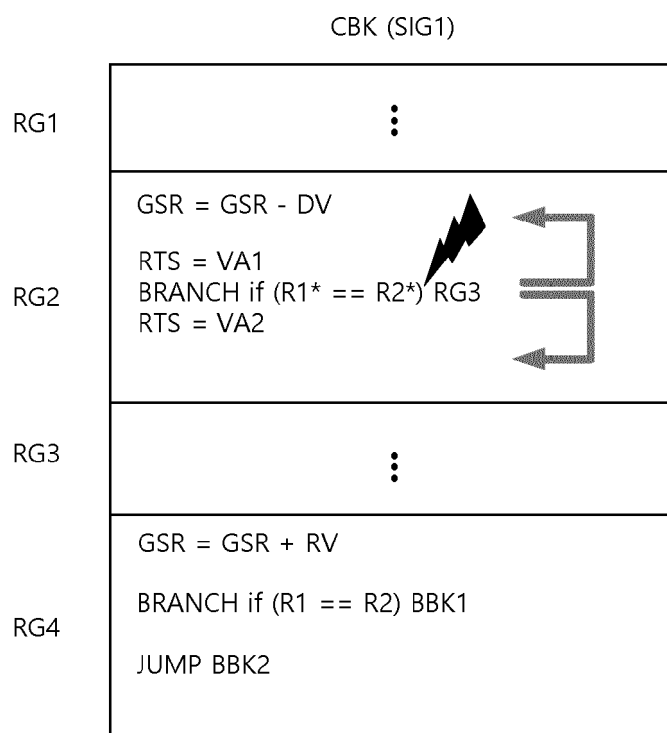 CBK (SIG1)
RG1
RG2
GSR = GSR - DV
RTS = VA1
BRANCH if (R1* == R2*) RG3
RTS = VA2
RG3
RG4
GSR = GSR + RV
BRANCH if (R1 == R2) BBK1
JUMP BBK2